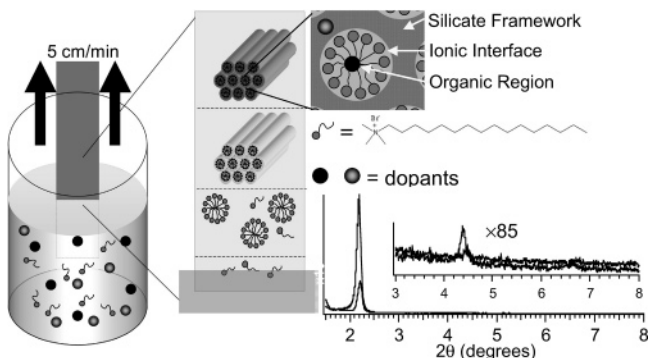 5 cm/min
Silicate Framework
Ionic Interface
Organic Region
Br⁻
N⁺
=
= dopants
×85
3 4 5 6 7 8
2 3 4 5 6 7 8
2θ (degrees)